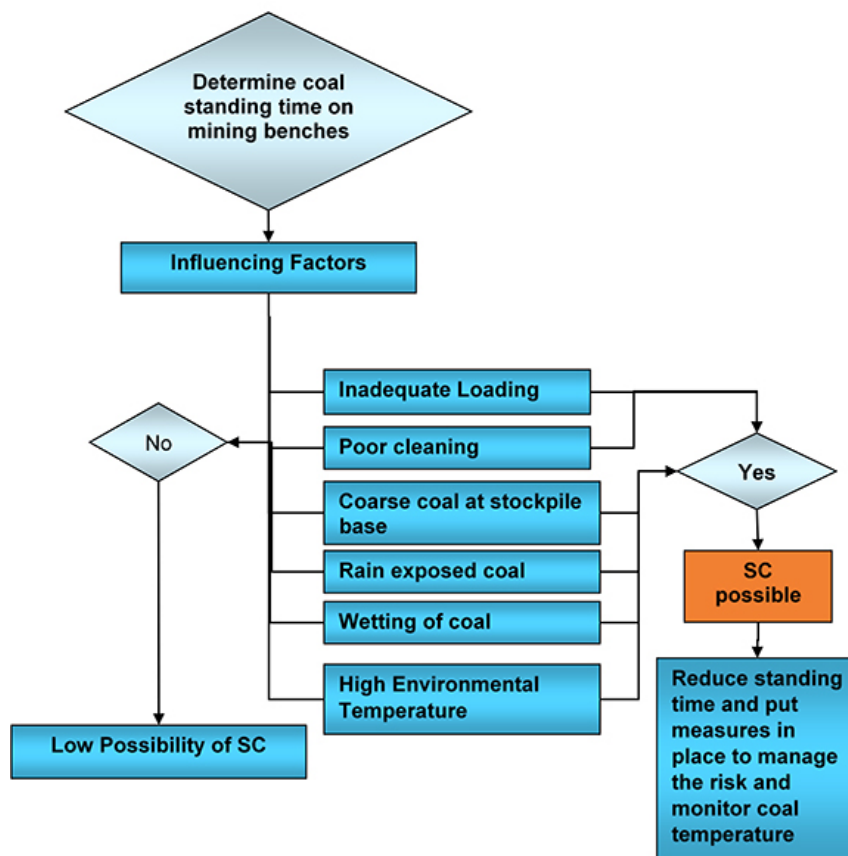 Determine coal
standing time on
mining benches
Influencing Factors
Inadequate Loading
No
Poor cleaning
Yes
Coarse coal at stockpile
base
Rain exposed coal
SC
possible
Wetting of coal
High Environmental
Temperature
Reduce standing
time and put
measures in
place to manage
the risk and
monitor coal
temperature
Low Possibility of SC